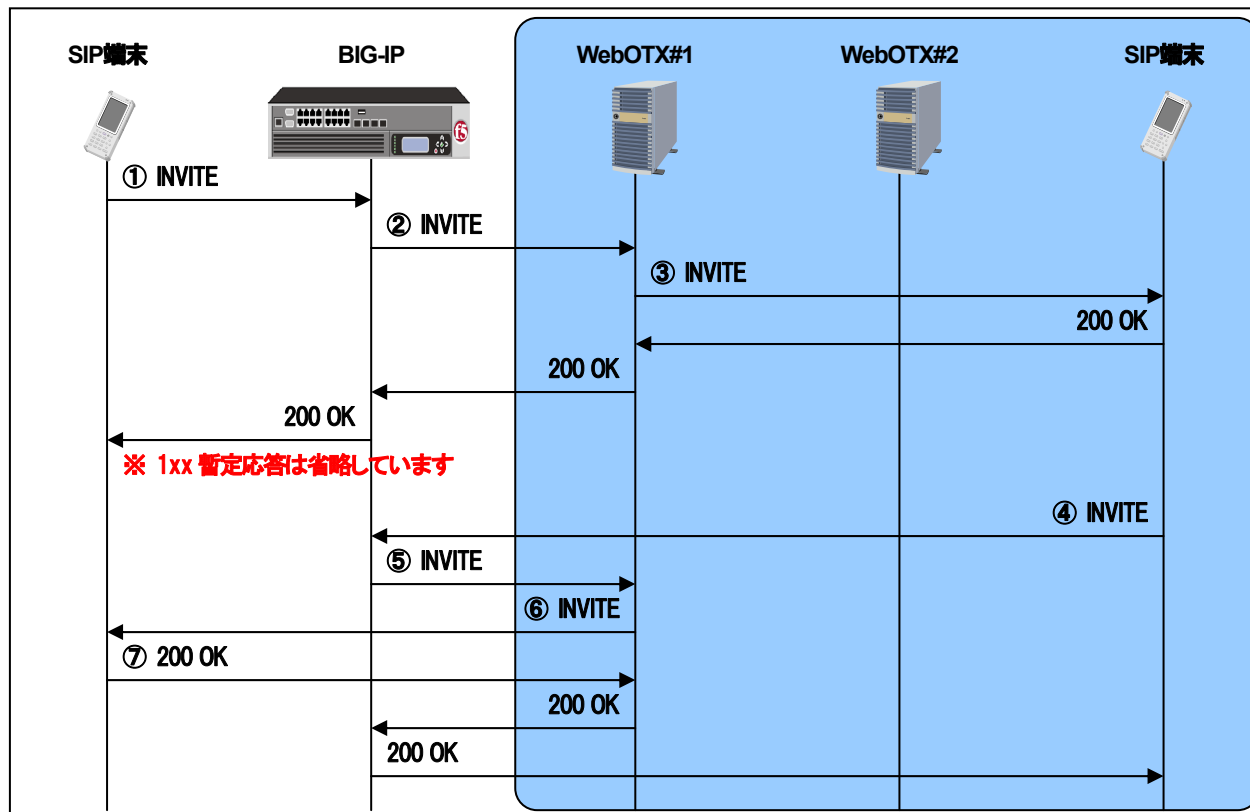 SIP端末
BIG-IP
WebOTX#1
WebOTX#2
SIP端末
f5
① INVITE
② INVITE
③ INVITE
200 OK
200 OK
200 OK
※ 1xx 暫定応答は省略しています
④ INVITE
⑤ INVITE
⑥ INVITE
⑦ 200 OK
200 OK
200 OK